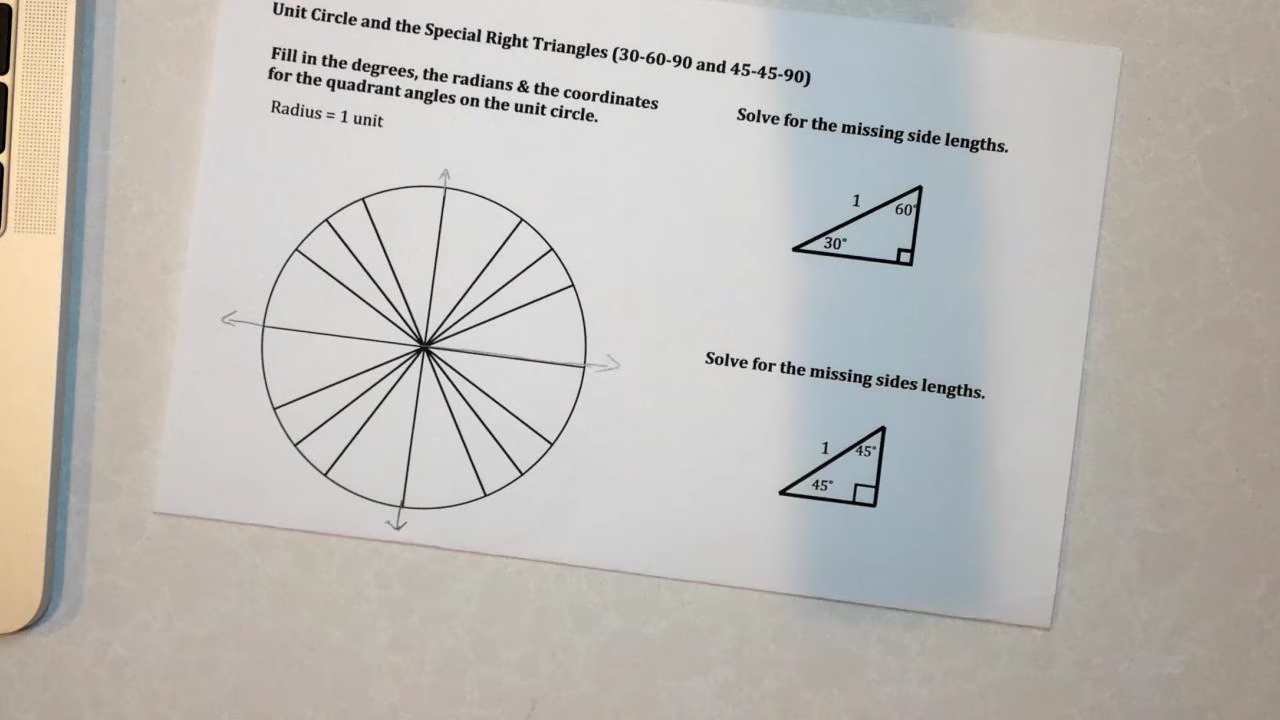 Unit Circle and the Special Right Triangles (30-60-90 and 45-45-90)
Fill in the degrees, the radians & the coordinates
for the quadrant angles on the unit circle.
Radius = 1 unit
Solve for the missing side lengths.
1
60°
30°
Solve for the missing sides lengths.
1
45°
45°